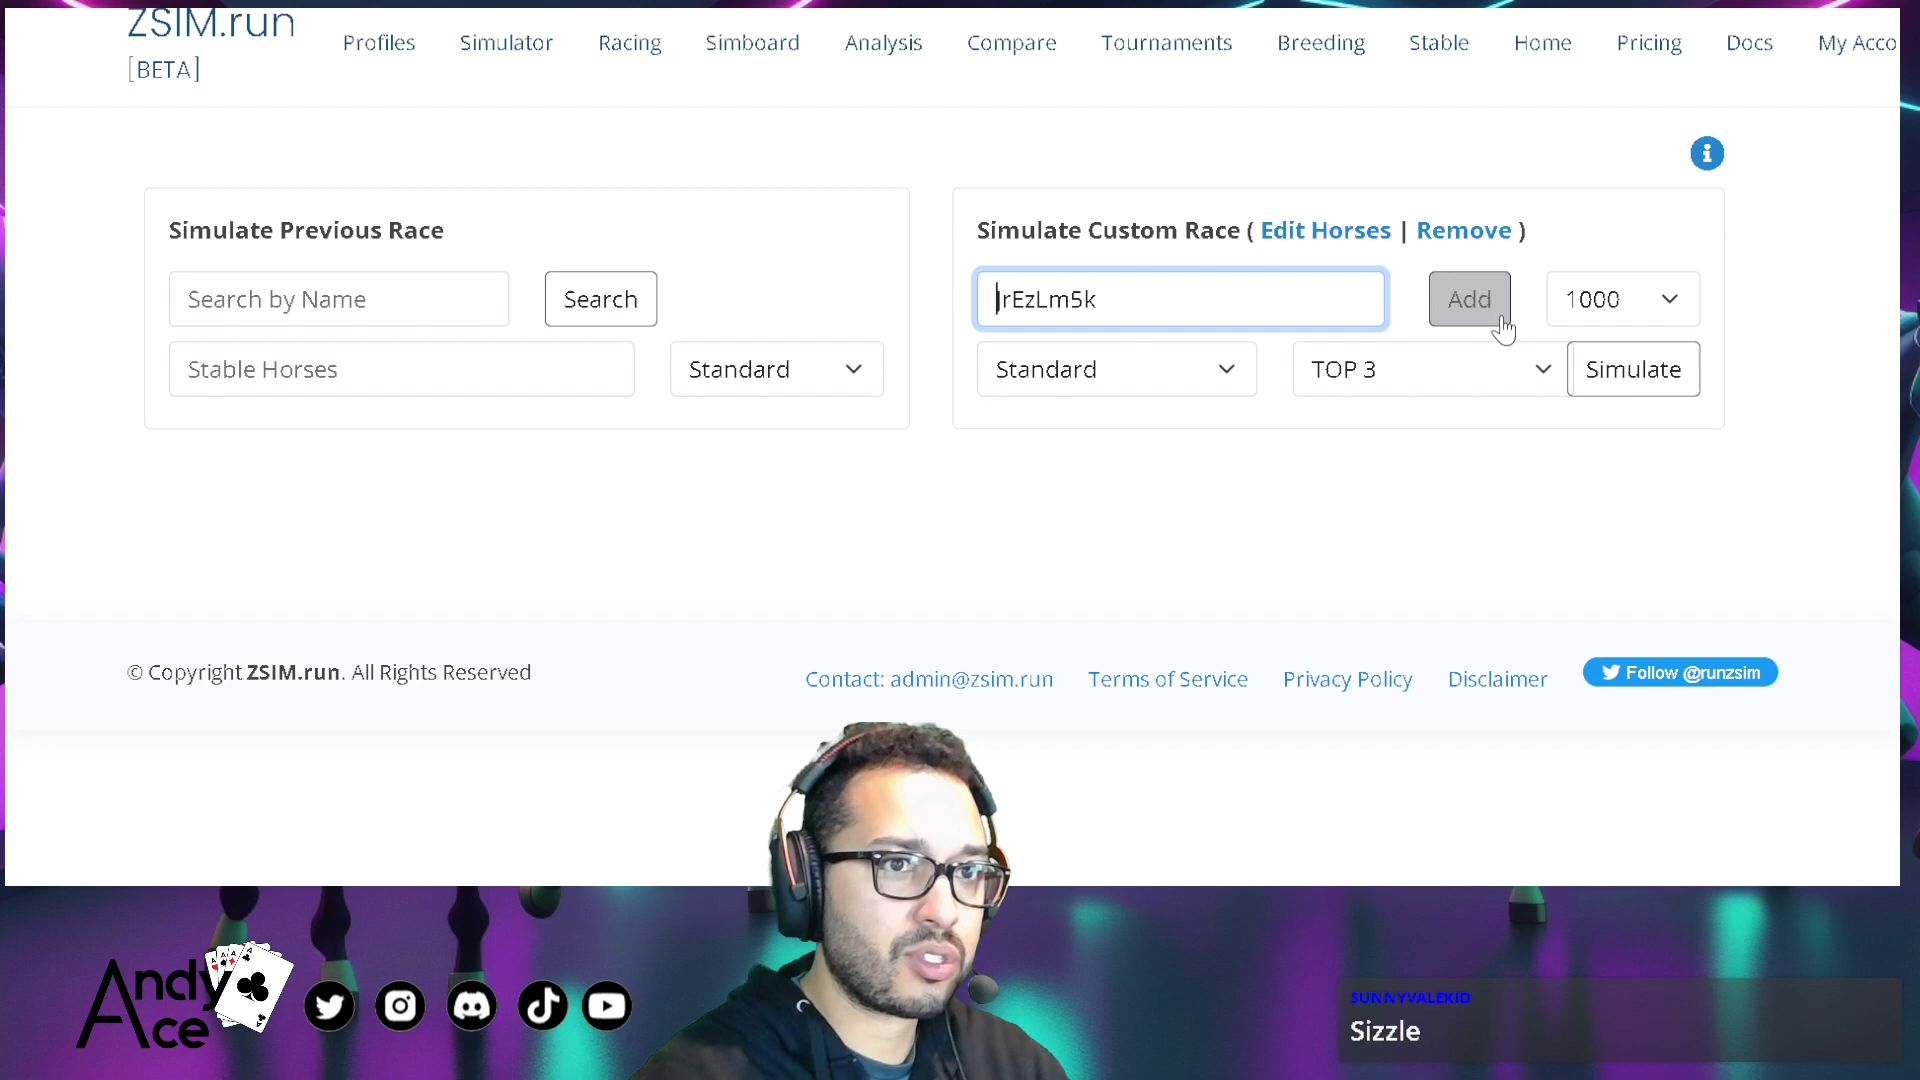 ZSIM.run
[BETA]
Profiles Simulator Racing Simboard Analysis Compare Tournaments Breeding Stable Home Pricing Docs My Acco
Simulate Previous Race
Search by Name Search
Stable Horses Standard
Simulate Custom Race ( Edit Horses | Remove )
Add 1000
Standard TOP 3 Simulate
© Copyright ZSIM.run. All Rights Reserved
Contact: admin@zsim.run Terms of Service Privacy Policy Disclaimer Follow @runzsim
Andy
Ace
SUNNYVALEKID
Sizzle